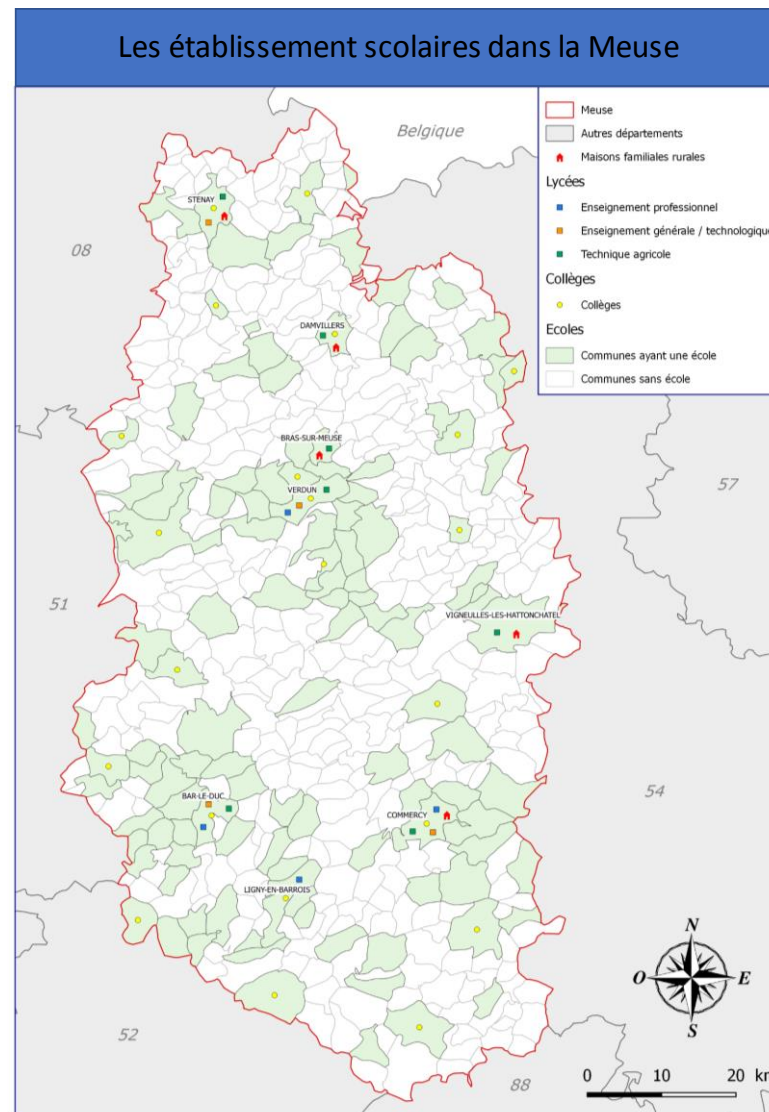 Les établissement scolaires dans la Meuse
Belgique
Meuse
Autres départements
Maisons familiales rurales
Lycées
Enseignement professionnel
Enseignement générale / technologique
Technique agricole
Collèges
Collèges
Ecoles
Communes ayant une école
Communes sans école
STENAY
08
DAMVILLERS
BRAS-SUR-MEUSE
57
VERDUN
51
VIGNEULLES-LES-HATTONCHATEL
54
BAR-LE-DUC
COMMERCY
LIGNY-EN-BARROIS
N
O
E
S
52
88
0 10 20 km